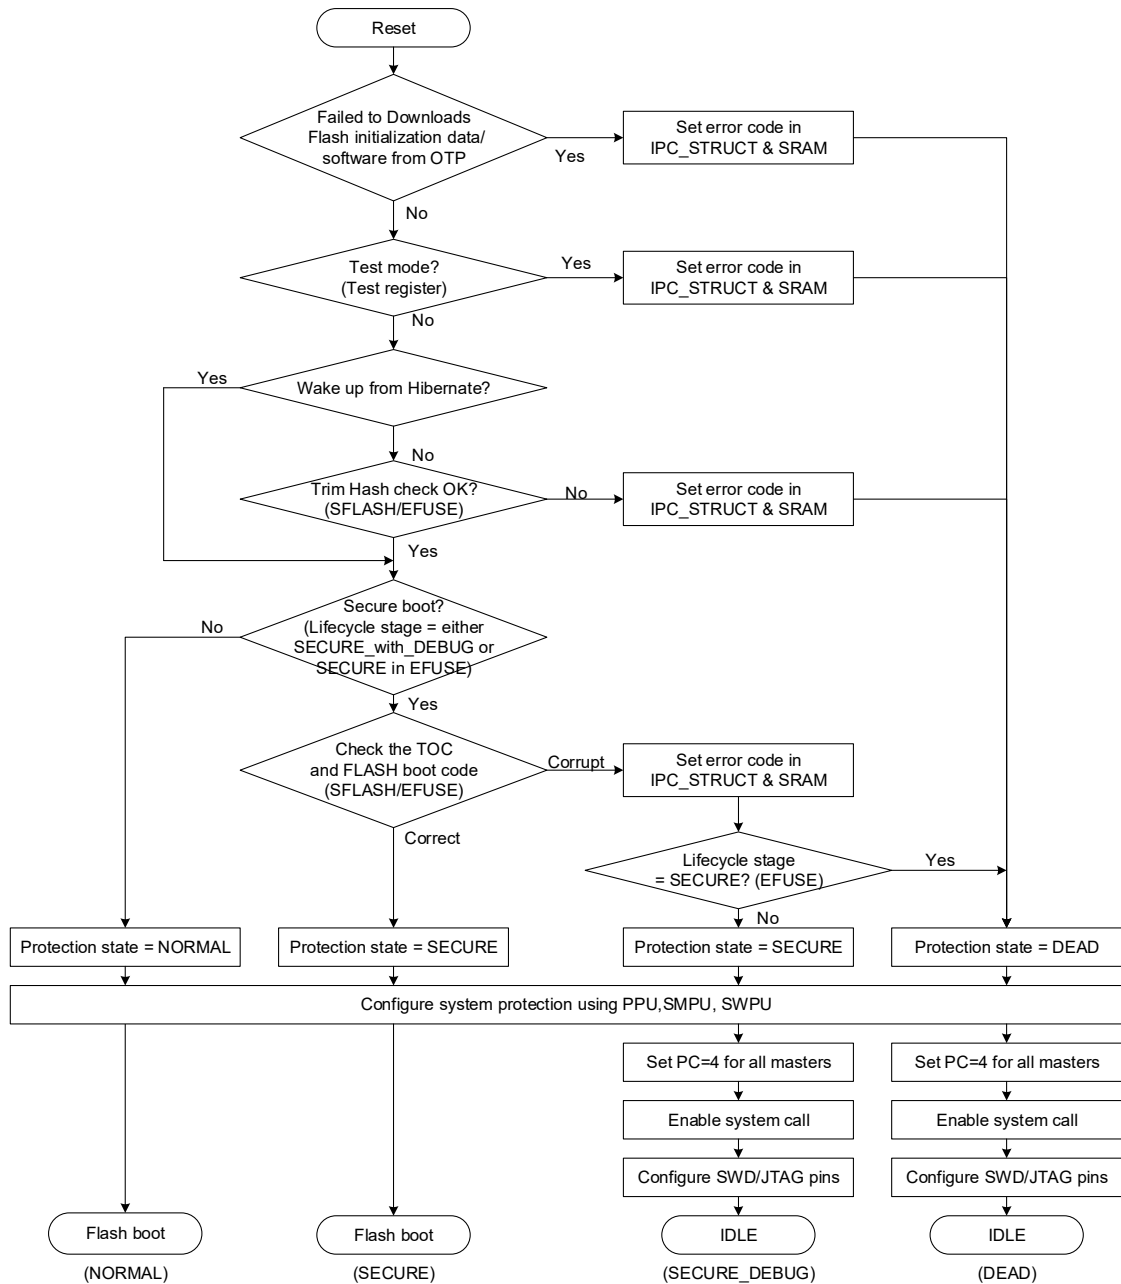 Reset
Failed to Downloads
Flash initialization data/
software from OTP
Yes
Set error code in
IPC_STRUCT & SRAM
No
Test mode?
(Test register)
Yes
Set error code in
IPC_STRUCT & SRAM
No
Yes
Wake up from Hibernate?
No
Trim Hash check OK?
(SFLASH/EFUSE)
No
Set error code in
IPC_STRUCT & SRAM
Yes
No
Secure boot?
(Lifecycle stage = either
SECURE_with_DEBUG or
SECURE in EFUSE)
Yes
Check the TOC
and FLASH boot code
(SFLASH/EFUSE)
Corrupt
Set error code in
IPC_STRUCT & SRAM
Correct
Lifecycle stage
= SECURE? (EFUSE)
Yes
No
Protection state = NORMAL
Protection state = SECURE
Protection state = SECURE
Protection state = DEAD
Configure system protection using PPU,SMPU, SWPU
Set PC=4 for all masters
Set PC=4 for all masters
Enable system call
Enable system call
Configure SWD/JTAG pins
Configure SWD/JTAG pins
Flash boot
Flash boot
IDLE
IDLE
(NORMAL)
(SECURE)
(SECURE_DEBUG)
(DEAD)